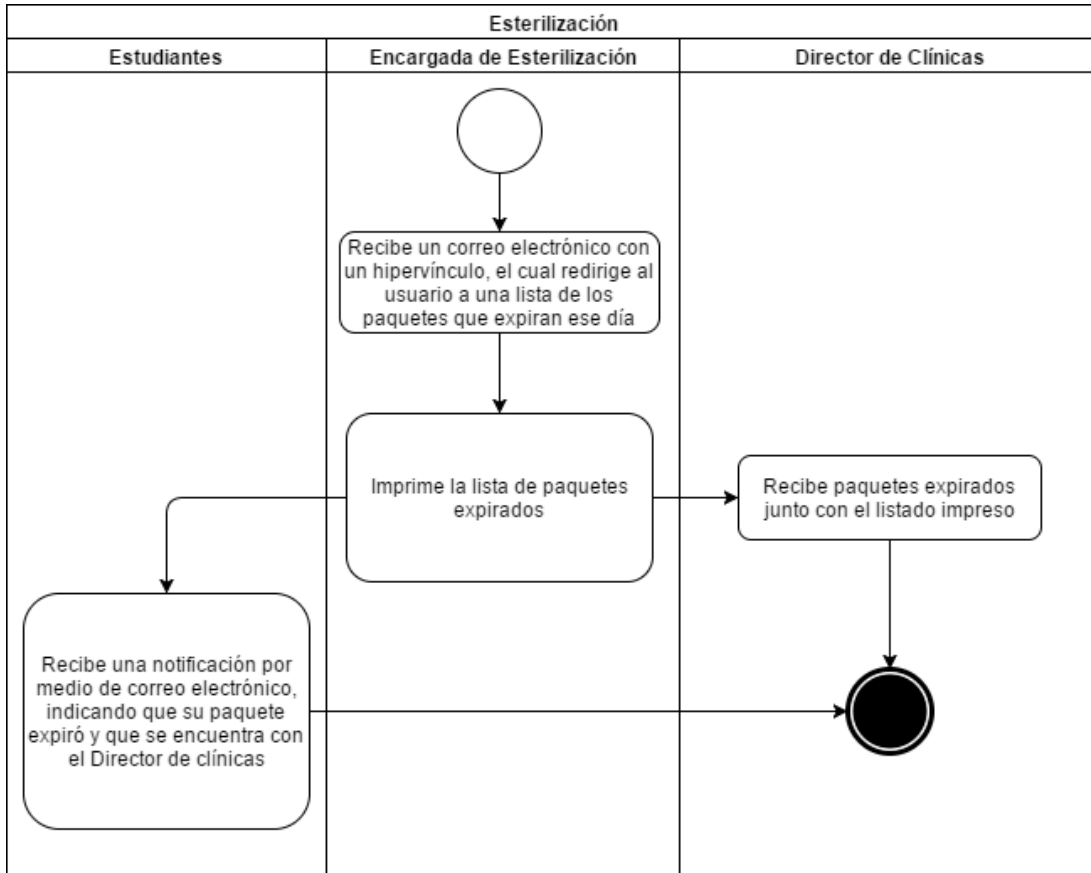 Esterilización
Estudiantes
Encargada de Esterilización
Director de Clínicas
Recibe un correo electrónico con
un hipervínculo, el cual redirige al
usuario a una lista de los
paquetes que expiran ese día
Imprime la lista de paquetes
expirados
Recibe paquetes expirados
junto con el listado impreso
Recibe una notificación por
medio de correo electrónico,
indicando que su paquete
expiró y que se encuentra con
el Director de clínicas